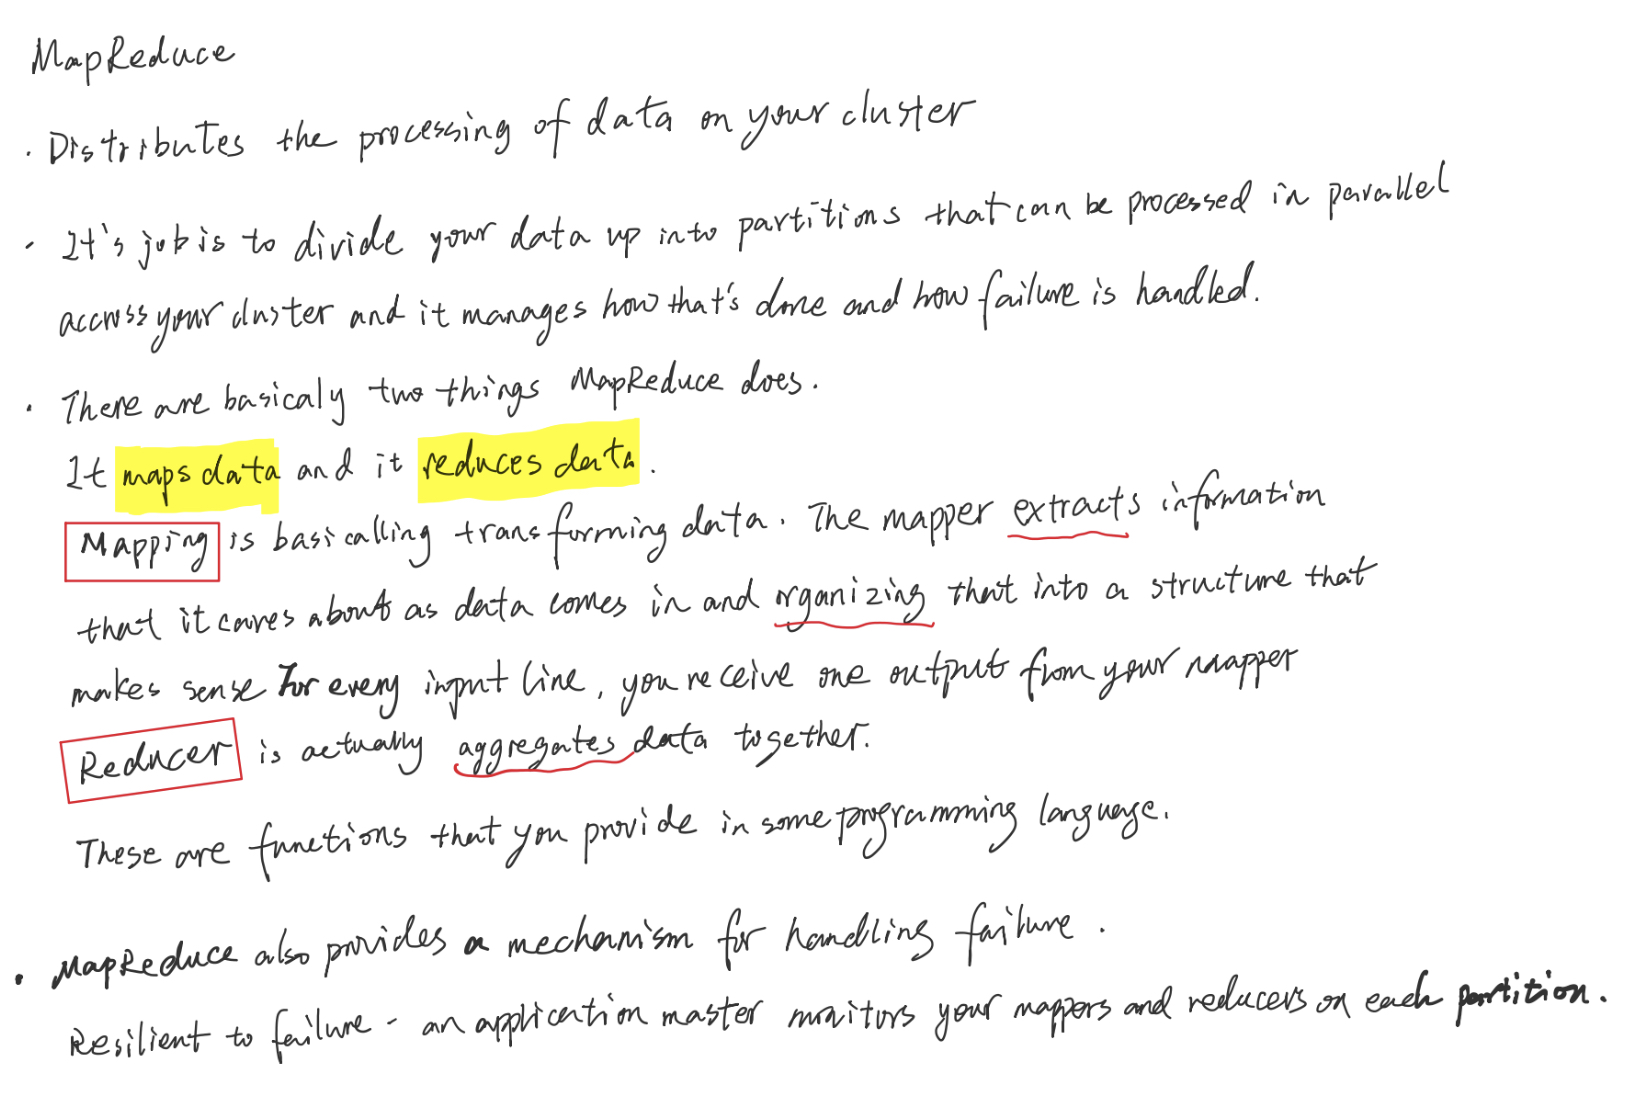 MapReduce
· Distributes the processing of data on your cluster
· It's job is to divide your data up into partitions that can be processed in parallel
accross your cluster and it manages how that's done and how failure is handled.
· There are basicaly two things MapReduce does.
It maps data and it reduces data.
Mapping is basicalling transforming data. The mapper extracts information
that it cares about as data comes in and organizing that into a structure that
makes sense For every input line, you receive one output from your mapper
Reducer is actually aggregates data together.
These are functions that you provide in some programming language.
· MapReduce also provides a mechanism for handling failure.
Resilient to failure - an application master monitors your mappers and reducers on each partition.